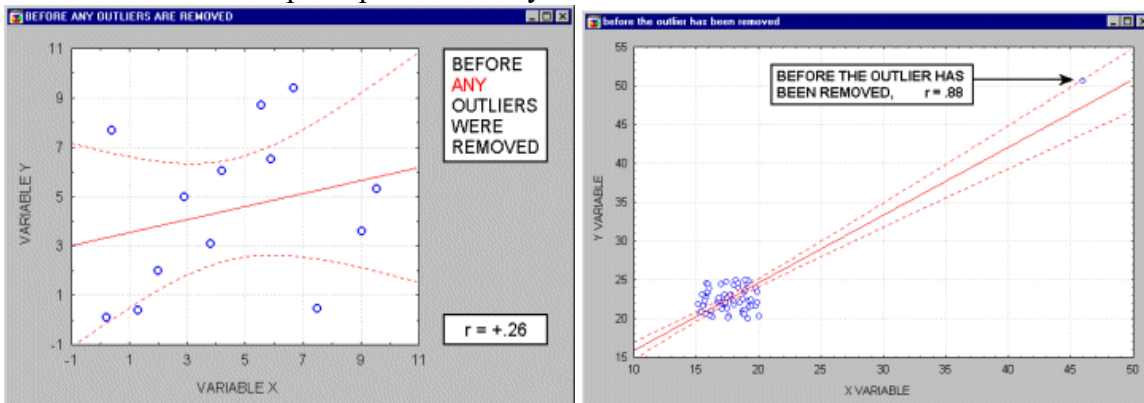 BEFORE ANY OUTLIERS ARE REMOVED
11
9
7
5
3
1
-1
VARIABLE Y
-1 1 3 5 7 9 11
VARIABLE X
BEFORE
ANY
OUTLIERS
WERE
REMOVED
r = +.26
before the outlier has been removed
55
50
45
40
35
30
25
20
15
Y VARIABLE
10 15 20 25 30 35 40 45 50
X VARIABLE
BEFORE THE OUTLIER HAS
BEEN REMOVED, r = .88